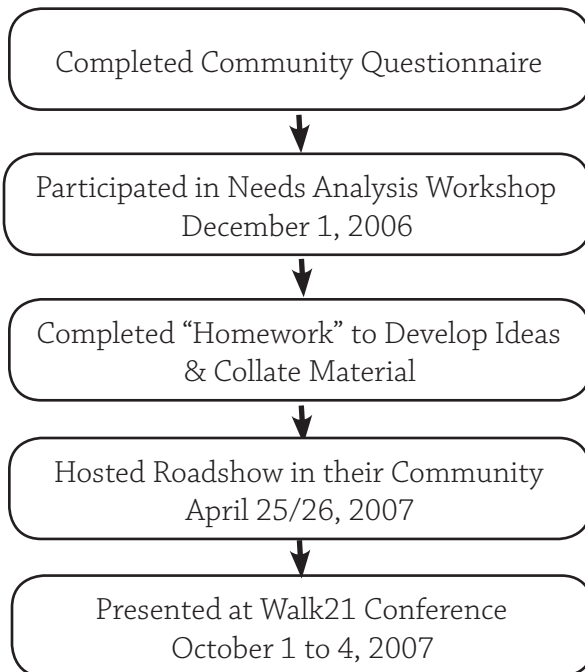 Completed Community Questionnaire
Participated in Needs Analysis Workshop
December 1, 2006
Completed “Homework” to Develop Ideas
& Collate Material
Hosted Roadshow in their Community
April 25/26, 2007
Presented at Walk21 Conference
October 1 to 4, 2007